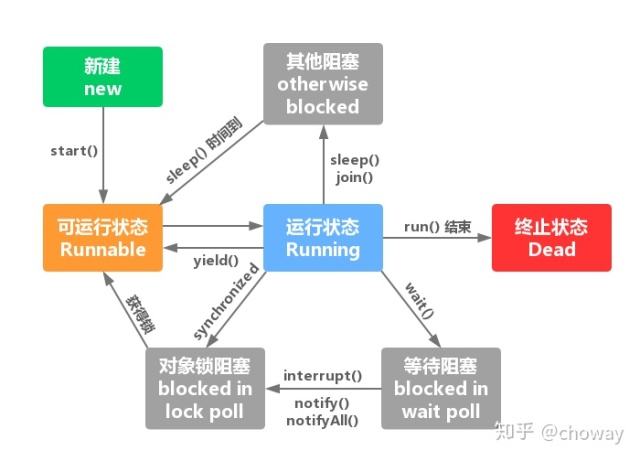 新建
new
其他阻塞
otherwise
blocked
start()
sleep() 时间到
sleep()
join()
可运行状态
Runnable
运行状态
Running
run() 结束
终止状态
Dead
yield()
获得锁
synchronized
wait()
对象锁阻塞
blocked in
lock poll
interrupt()
notify()
notifyAll()
等待阻塞
blocked in
wait poll
知乎 @choway